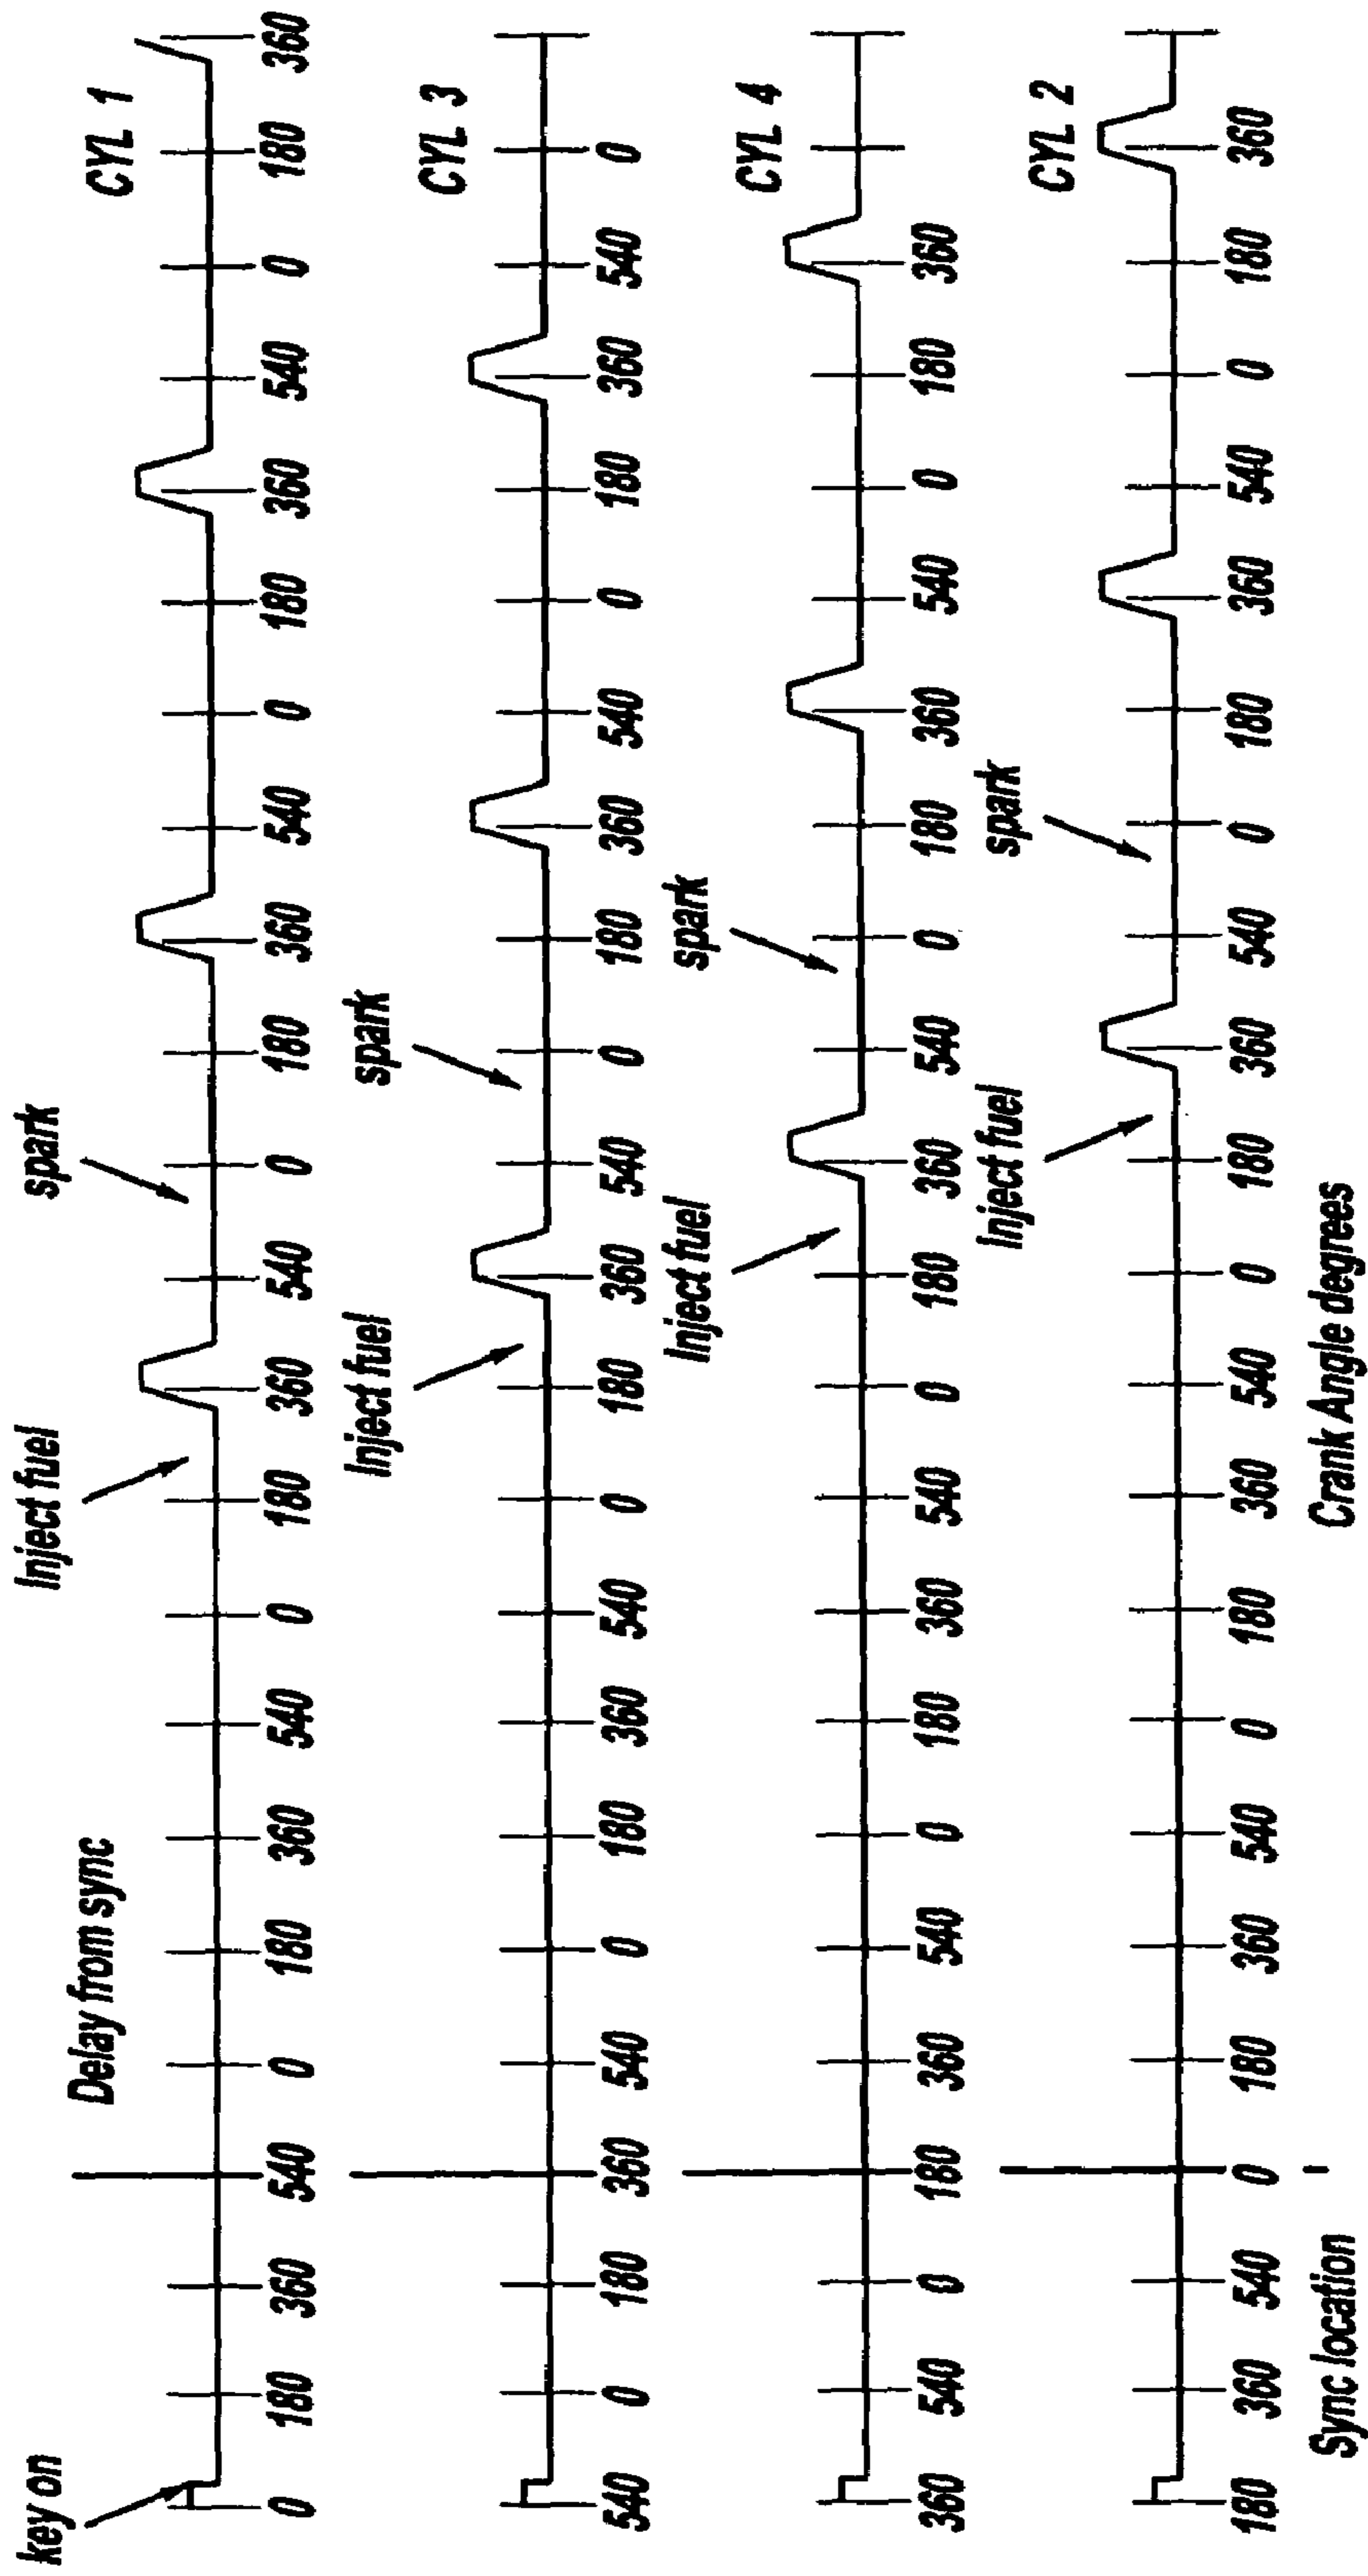 key on
Delay from sync
Inject fuel
spark
CYL 1
0 180 360 540 0 180 360 540 0 180 360 540 0 180 360 540 0 180 360 540 0 180 360
Inject fuel
spark
CYL 3
540 0 180 360 540 0 180 360 540 0 180 360 540 0 180 360 540 0 180 360 540 0
Inject fuel
spark
CYL 4
360 540 0 180 360 540 0 180 360 540 0 180 360 540 0 180 360 540 0 180 360
Inject fuel
spark
CYL 2
180 360 540 0 180 360 540 0 180 360 540 0 180 360 540 0 180 360 540 0 180 360
Sync location
Crank Angle degrees